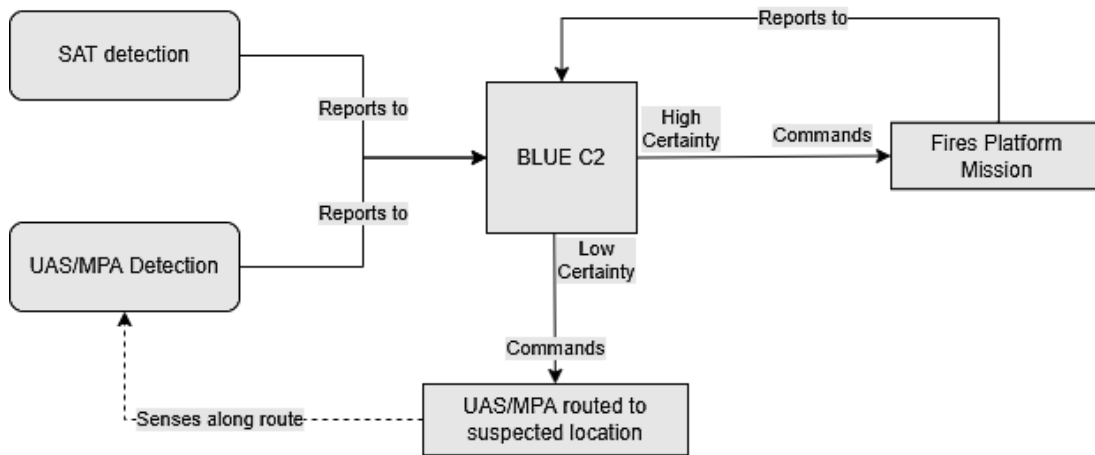 Reports to
SAT detection
Reports to
BLUE C2
High
Certainty
Commands
Fires Platform
Mission
Reports to
UAS/MPA Detection
Low
Certainty
Commands
Senses along route
UAS/MPA routed to
suspected location